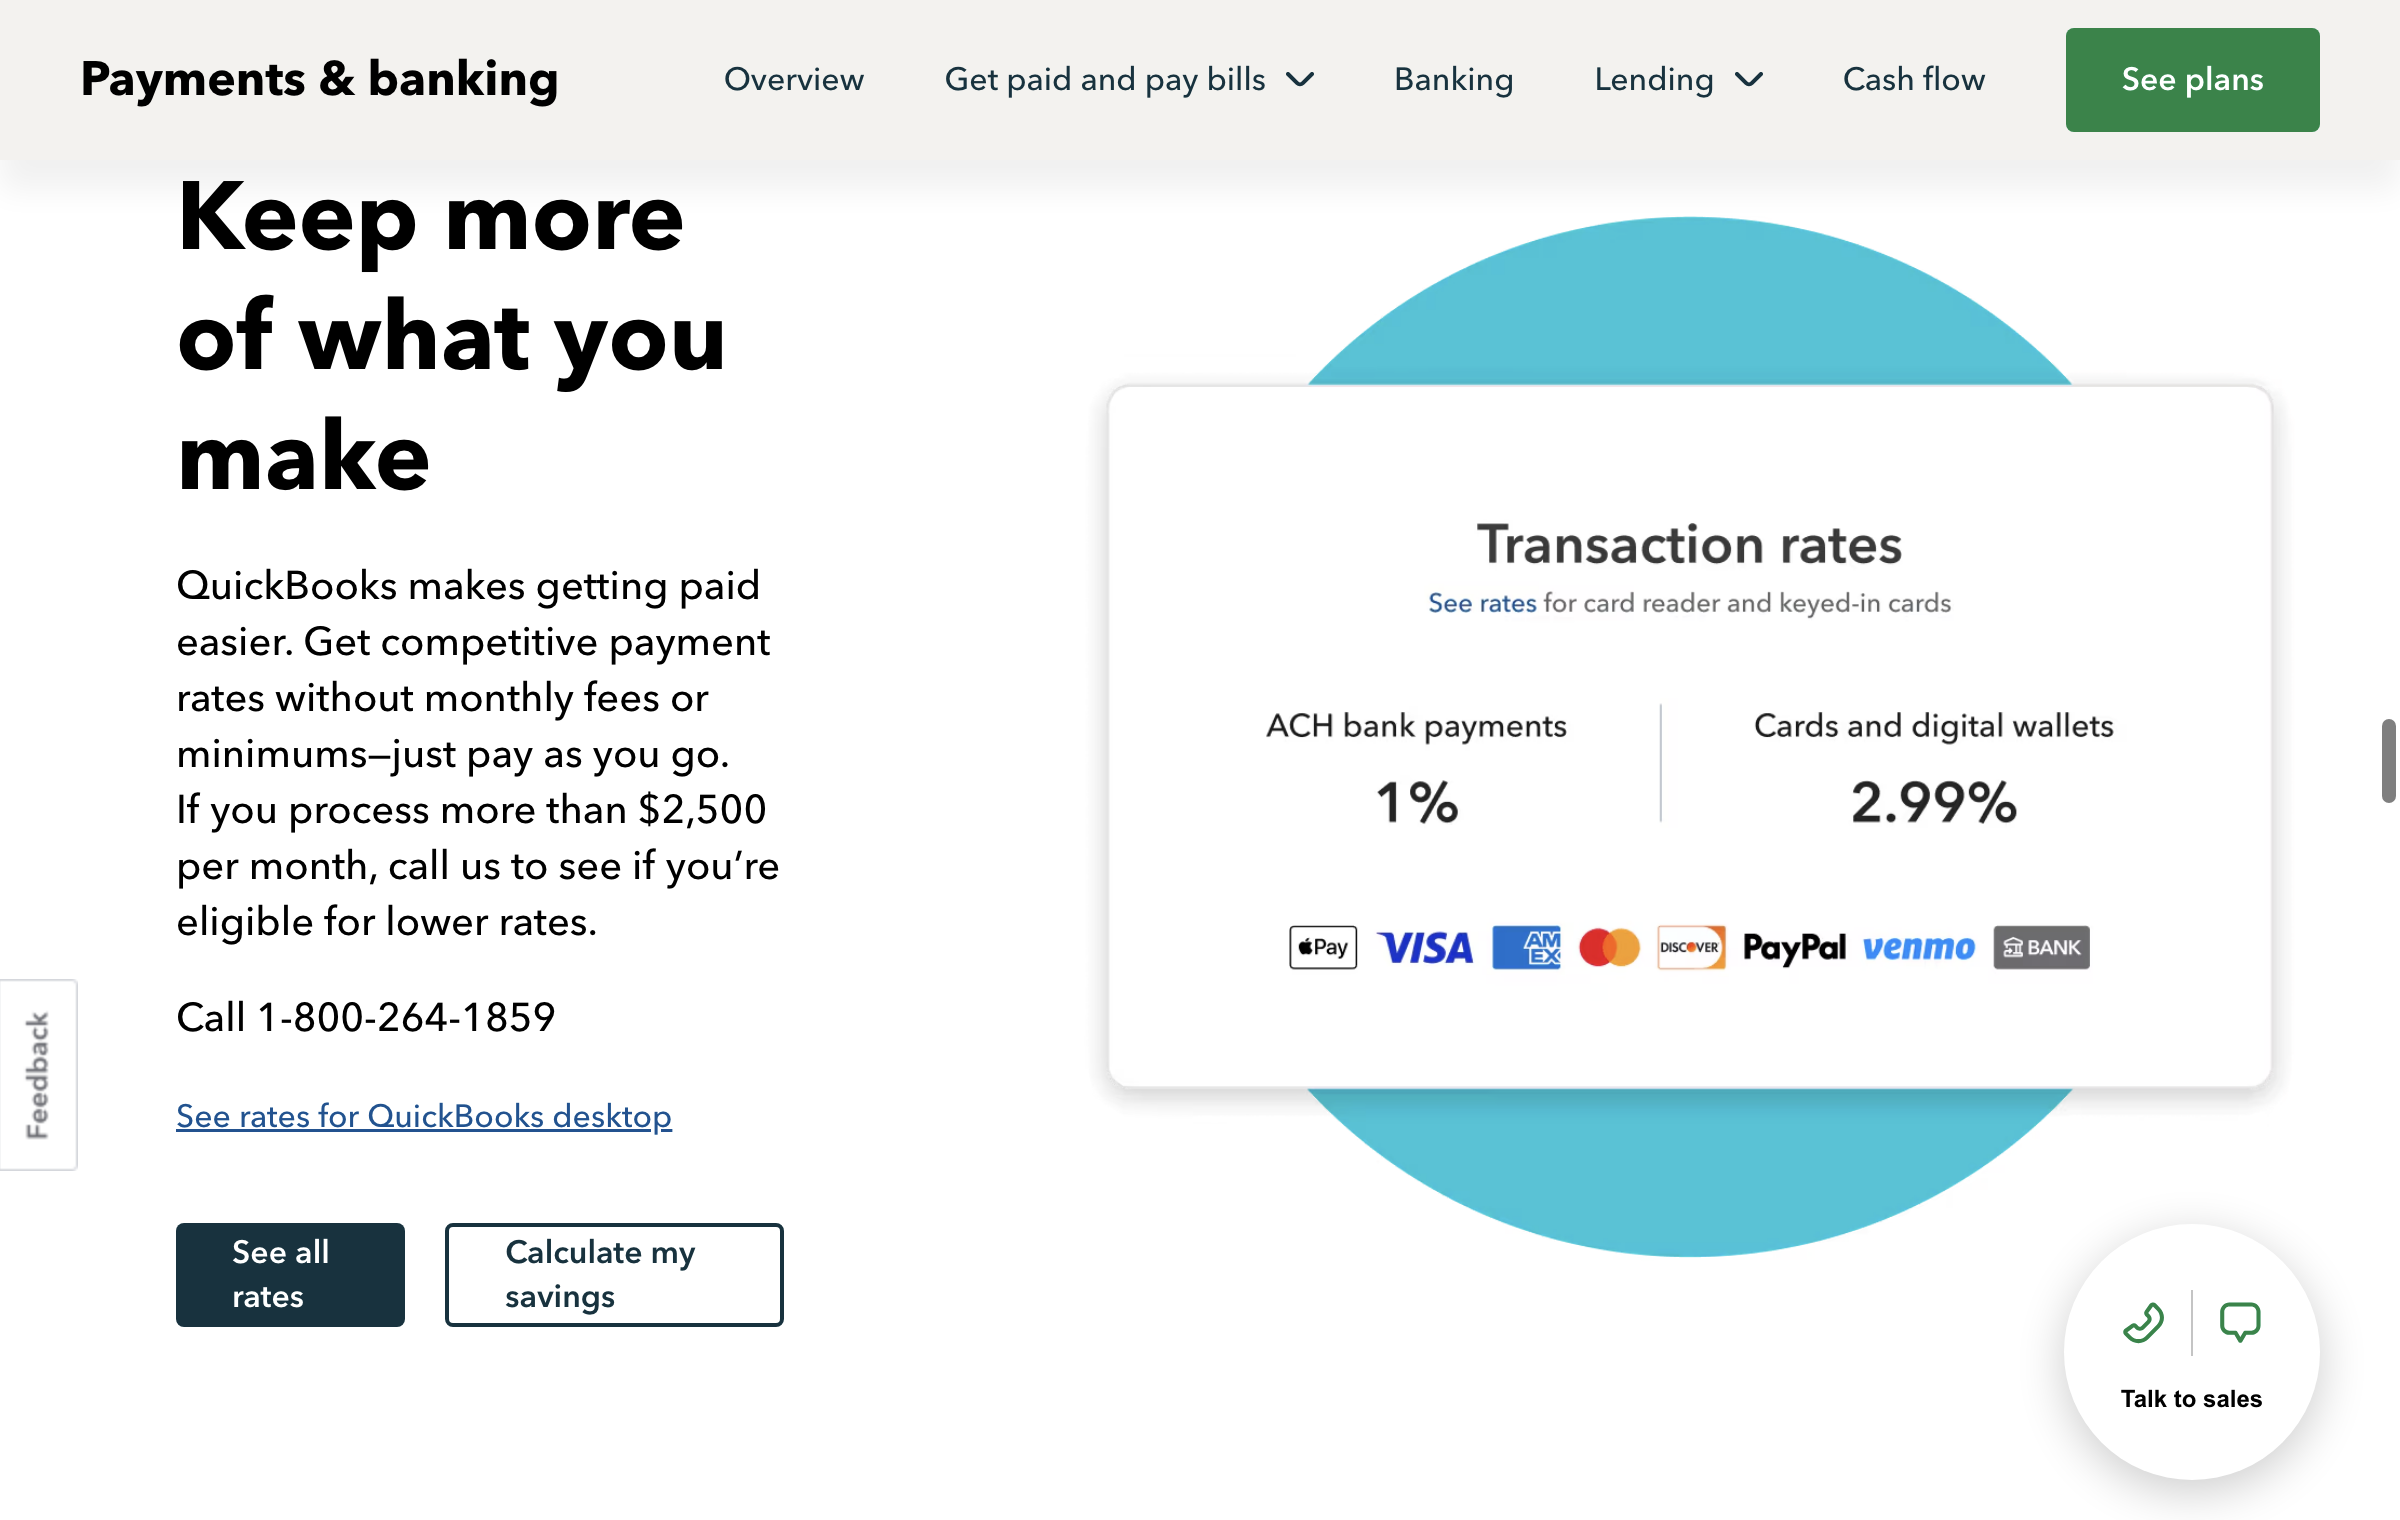 Payments & banking
Overview
Get paid and pay bills
Banking
Lending
Cash flow
See plans
Keep more
of what you
make
QuickBooks makes getting paid
easier. Get competitive payment
rates without monthly fees or
minimums—just pay as you go.
If you process more than $2,500
per month, call us to see if you’re
eligible for lower rates.
Call 1-800-264-1859
See rates for QuickBooks desktop
See all
rates
Calculate my
savings
Transaction rates
See rates for card reader and keyed-in cards
ACH bank payments
1%
Cards and digital wallets
2.99%
Pay
VISA
AM
EX
DISCOVER
PayPal
venmo
BANK
Feedback
Talk to sales